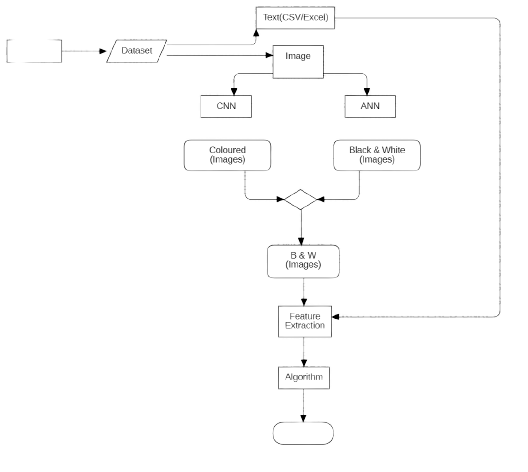 Text(CSV/Excel)
Dataset
Image
CNN
ANN
Coloured
(Images)
Black & White
(Images)
B & W
(Images)
Feature
Extraction
Algorithm